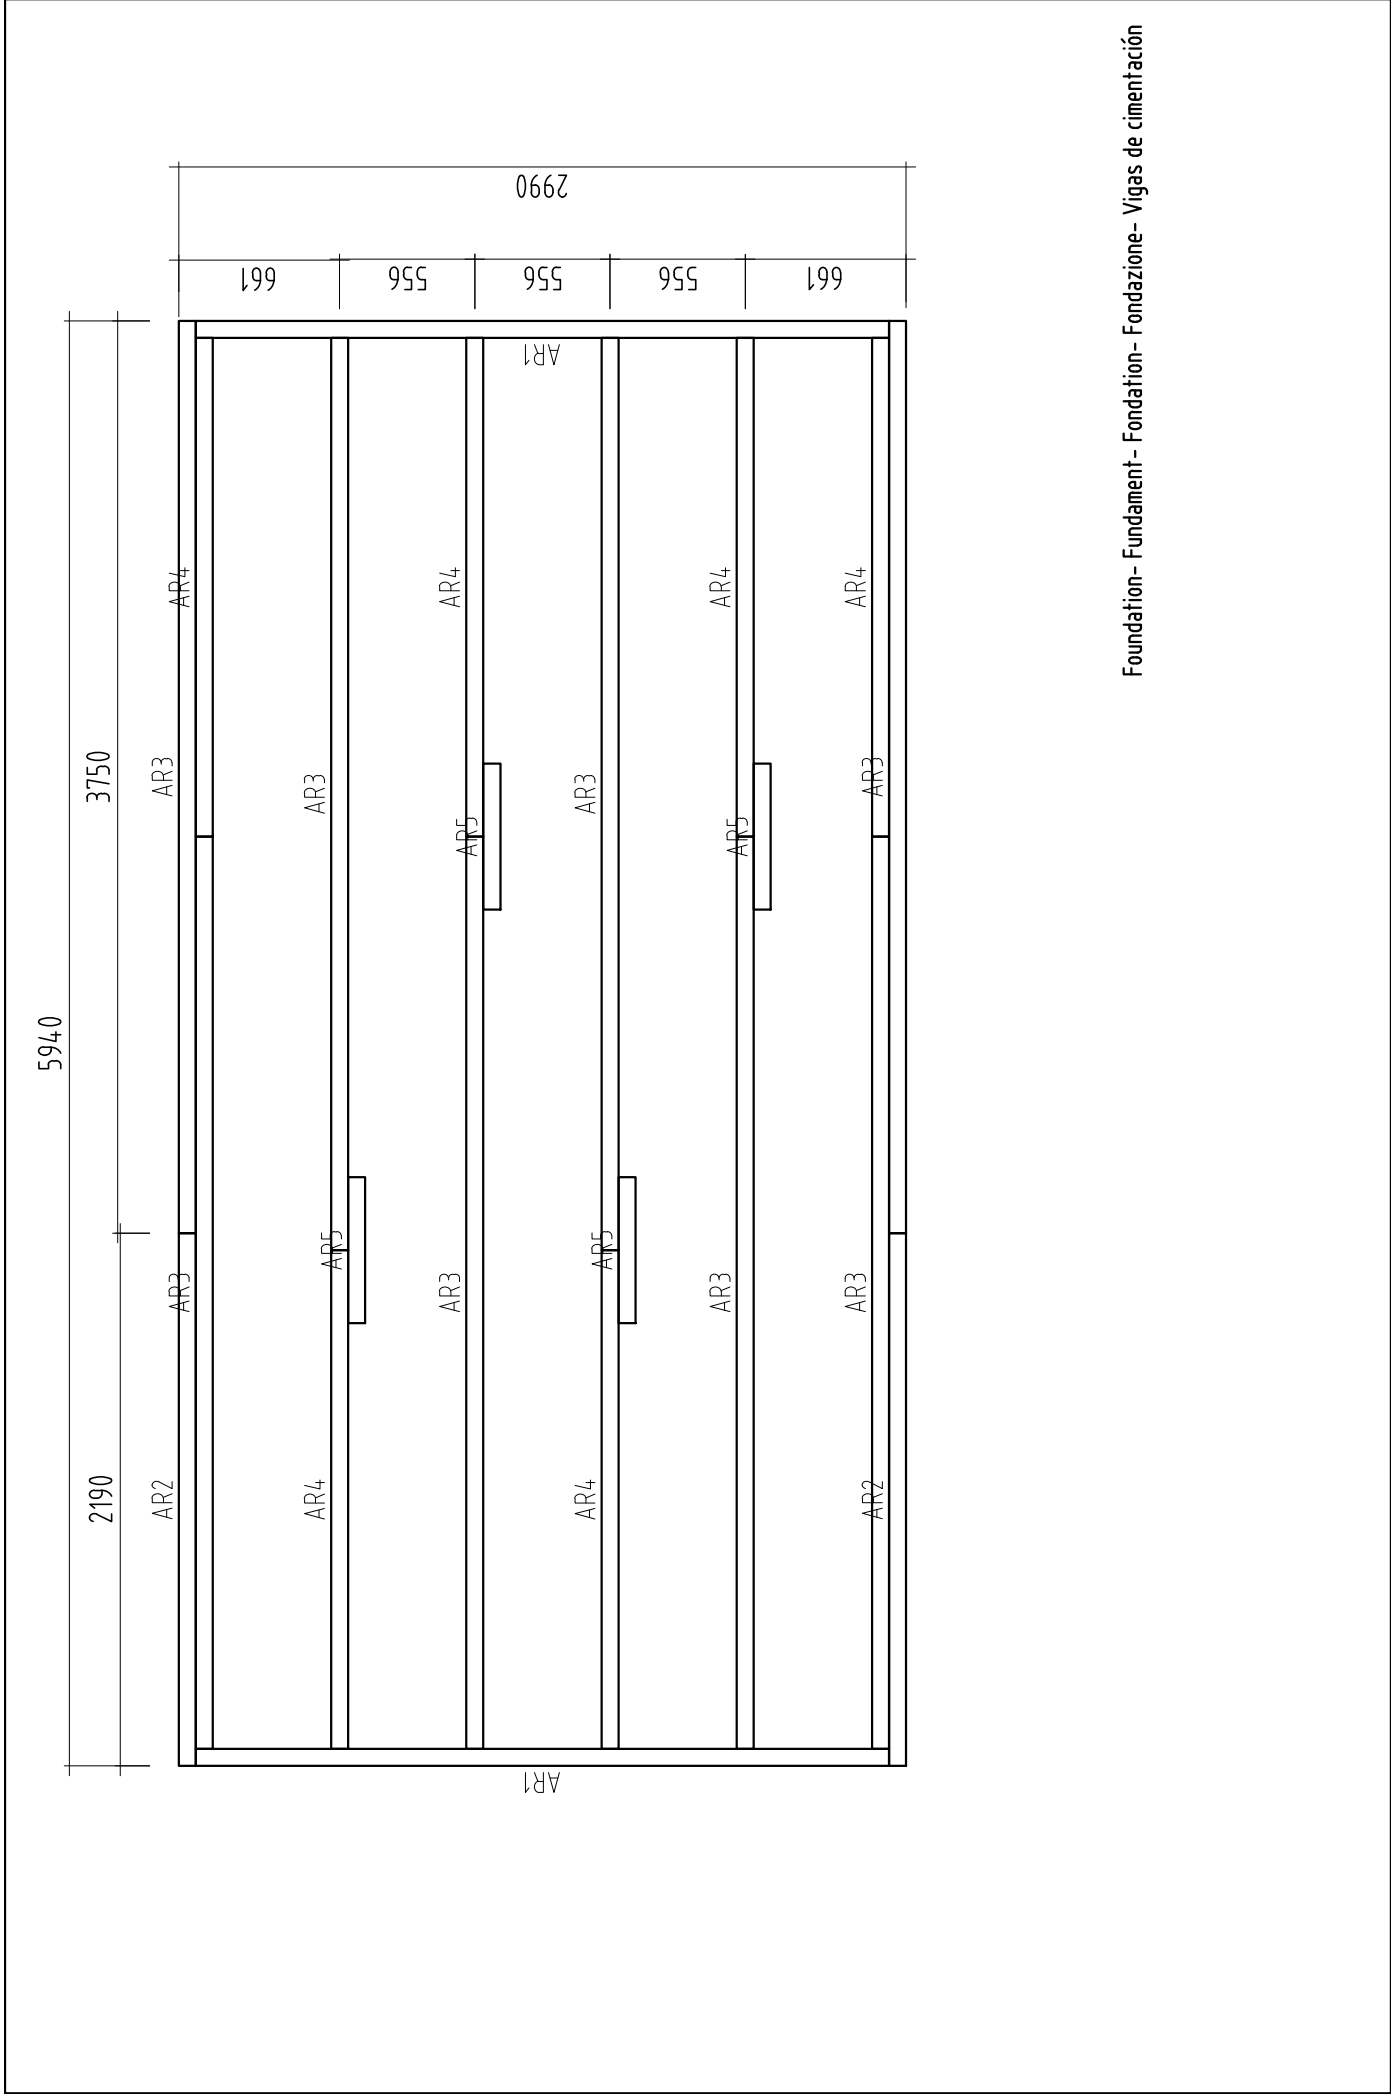 Foundation- Fundament- Fondation- Fondazione- Vigas de cimentación
2990
661
556
556
556
661
5940
3750
2190
AR1
AR4
AR4
AR4
AR4
AR3
AR3
AR3
AR3
AR5
AR5
AR5
AR5
AR3
AR3
AR3
AR3
AR2
AR4
AR4
AR2
AR1